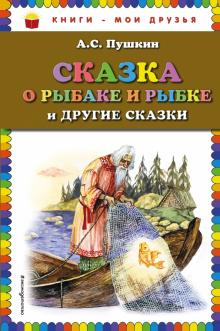 КНИГИ - МОИ ДРУЗЬЯ
А.С. Пушкин
СКАЗКА
О РЫБАКЕ И РЫБКЕ
И ДРУГИЕ СКАЗКИ